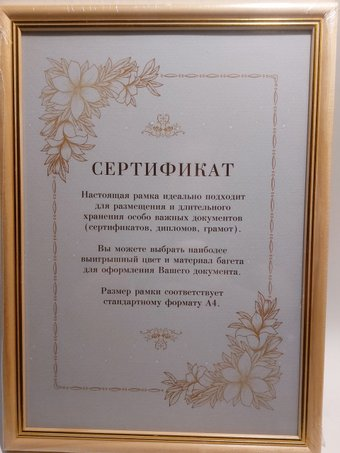 СЕРТИФИКАТ
Настоящая рамка идеально подходит
для размещения и длительного
хранения особо важных документов
(сертификатов, дипломов, грамот).
Вы можете выбрать наиболее
выигрышный цвет и материал багета
для оформления Вашего документа.
Размер рамки соответствует
стандартному формату А4.